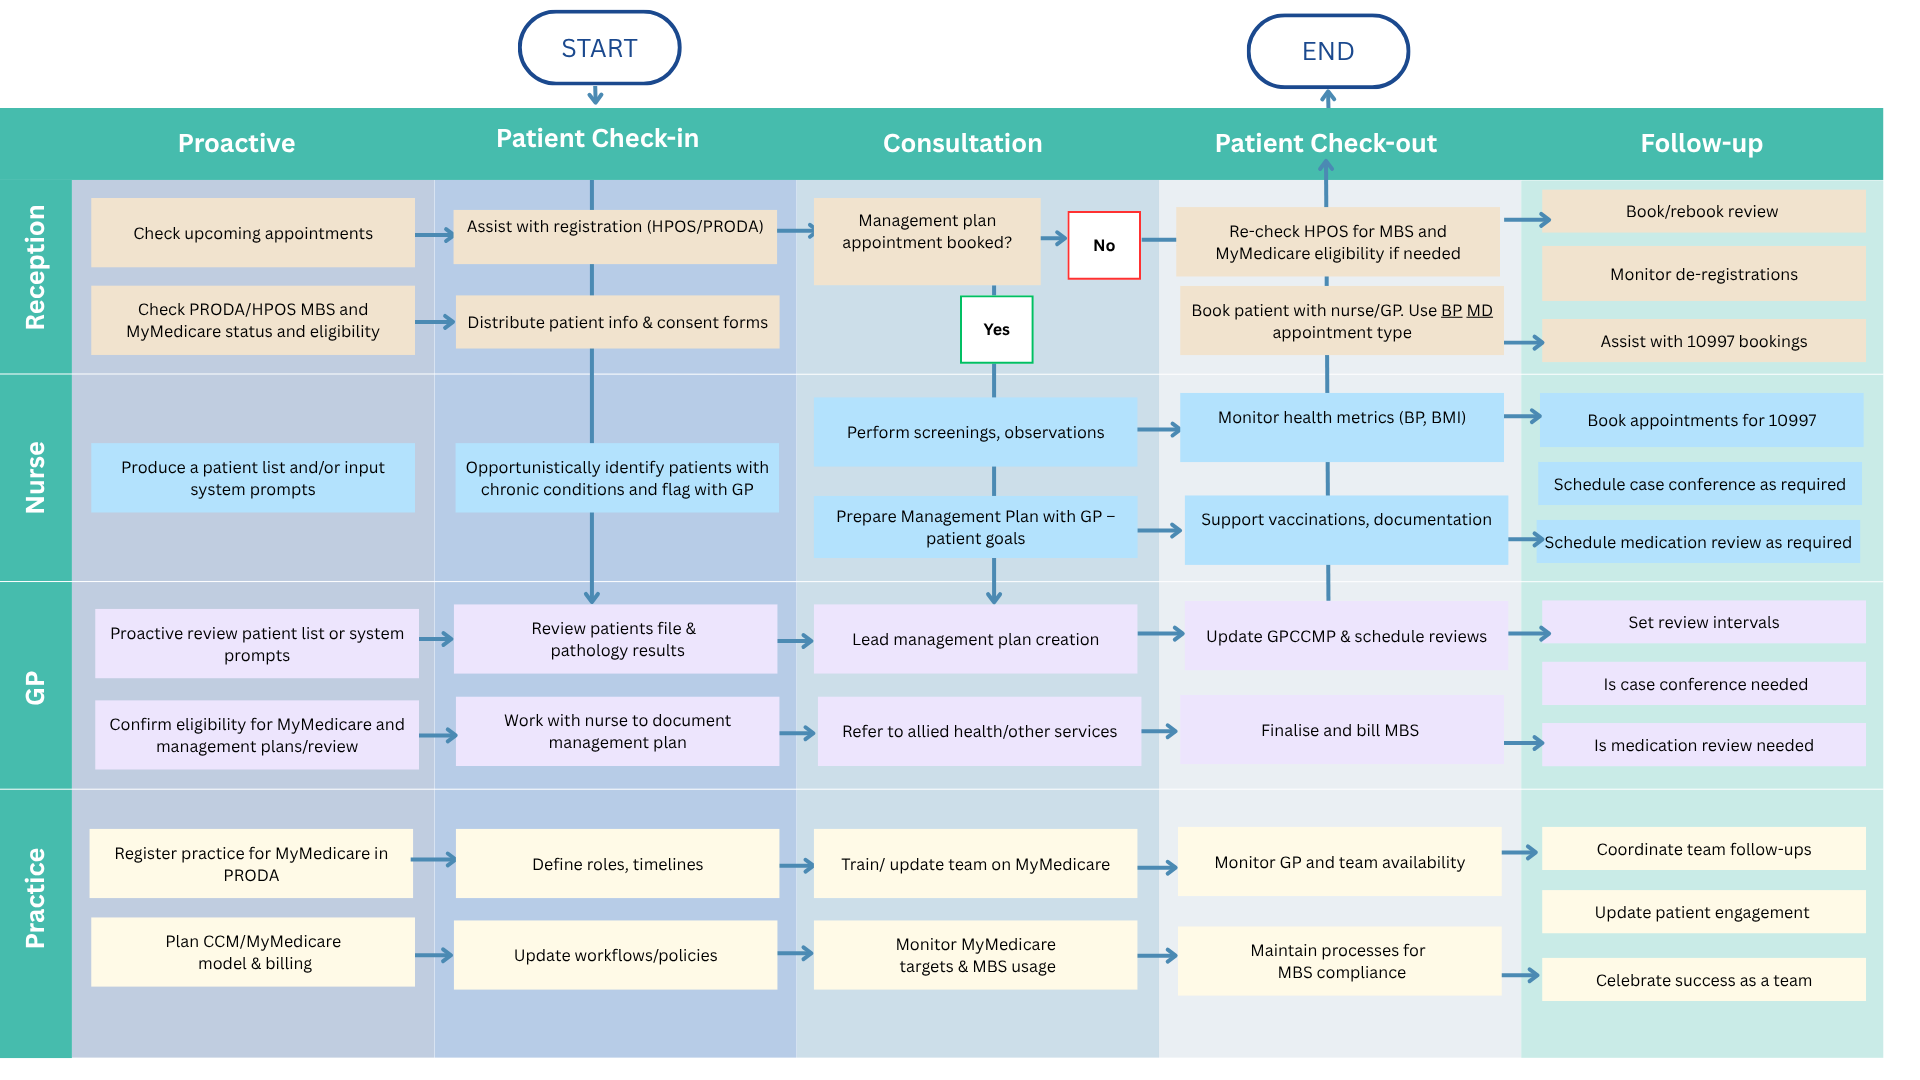 START
END
Proactive
Patient Check-in
Consultation
Patient Check-out
Follow-up
Reception
Check upcoming appointments
Assist with registration (HPOS/PRODA)
Management plan
appointment booked?
No
Re-check HPOS for MBS and
MyMedicare eligibility if needed
Book/rebook review
Monitor de-registrations
Check PRODA/HPOS MBS and
MyMedicare status and eligibility
Distribute patient info & consent forms
Yes
Book patient with nurse/GP. Use BP MD
appointment type
Assist with 10997 bookings
Nurse
Produce a patient list and/or input
system prompts
Opportunistically identify patients with
chronic conditions and flag with GP
Perform screenings, observations
Monitor health metrics (BP, BMI)
Book appointments for 10997
Schedule case conference as required
Prepare Management Plan with GP –
patient goals
Support vaccinations, documentation
Schedule medication review as required
GP
Proactive review patient list or system
prompts
Review patients file &
pathology results
Lead management plan creation
Update GPCCMP & schedule reviews
Set review intervals
Is case conference needed
Confirm eligibility for MyMedicare and
management plans/review
Work with nurse to document
management plan
Refer to allied health/other services
Finalise and bill MBS
Is medication review needed
Practice
Register practice for MyMedicare in
PRODA
Define roles, timelines
Train/ update team on MyMedicare
Monitor GP and team availability
Coordinate team follow-ups
Update patient engagement
Plan CCM/MyMedicare
model & billing
Update workflows/policies
Monitor MyMedicare
targets & MBS usage
Maintain processes for
MBS compliance
Celebrate success as a team